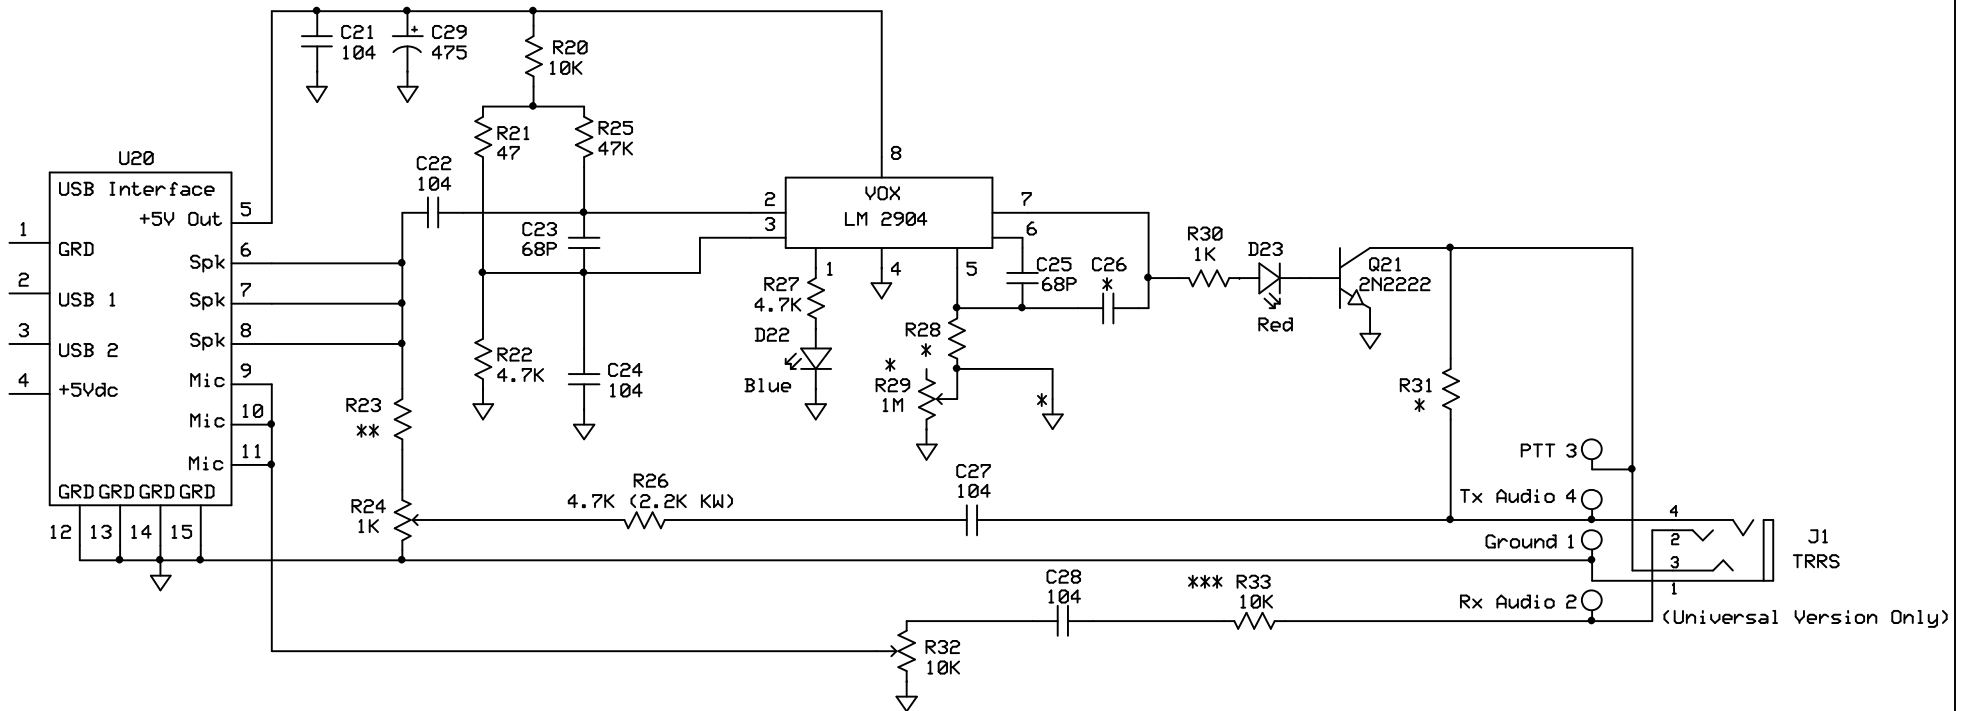 C21
104
+
C29
475
R20
10K
R21
47
R25
47K
U20
USB Interface
+5V Out
5
1
GRD
2
USB 1
3
USB 2
4
+5Vdc
Spk
6
Spk
7
Spk
8
Mic
9
Mic
10
Mic
11
GRD GRD GRD GRD
12
13
14
15
C22
104
C23
68P
R22
4.7K
C24
104
R23
**
R24
1K
8
VOX
LM 2904
2
3
7
6
1
4
5
R27
4.7K
D22
Blue
C25
68P
C26
*
R28
*
*
R29
1M
*
R30
1K
D23
Red
Q21
2N2222
R31
*
R26
4.7K (2.2K KW)
C27
104
PTT 3
Tx Audio 4
Ground 1
Rx Audio 2
4
2
3
1
J1
TRRS
(Universal Version Only)
C28
104
*** R33
10K
R32
10K